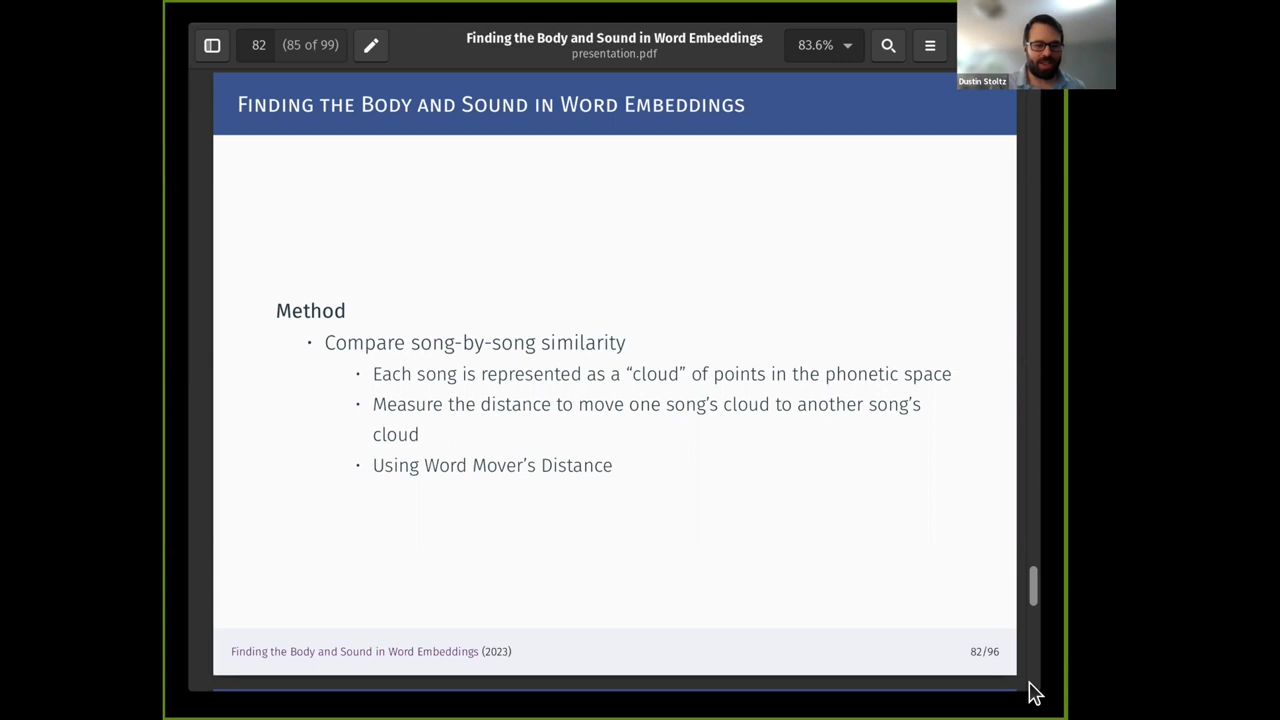 82 (85 of 99)
Finding the Body and Sound in Word Embeddings
presentation.pdf
83.6%
Dustin Stoltz
Finding the Body and Sound in Word Embeddings
Method
· Compare song-by-song similarity
· Each song is represented as a “cloud” of points in the phonetic space
· Measure the distance to move one song’s cloud to another song’s
cloud
· Using Word Mover’s Distance
Finding the Body and Sound in Word Embeddings (2023)
82/96